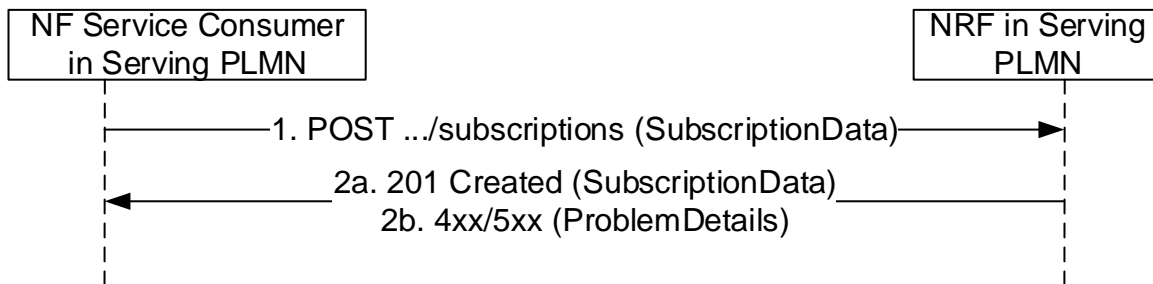 NF Service Consumer
in Serving PLMN
NRF in Serving
PLMN
1. POST .../subscriptions (SubscriptionData)
2a. 201 Created (SubscriptionData)
2b. 4xx/5xx (ProblemDetails)